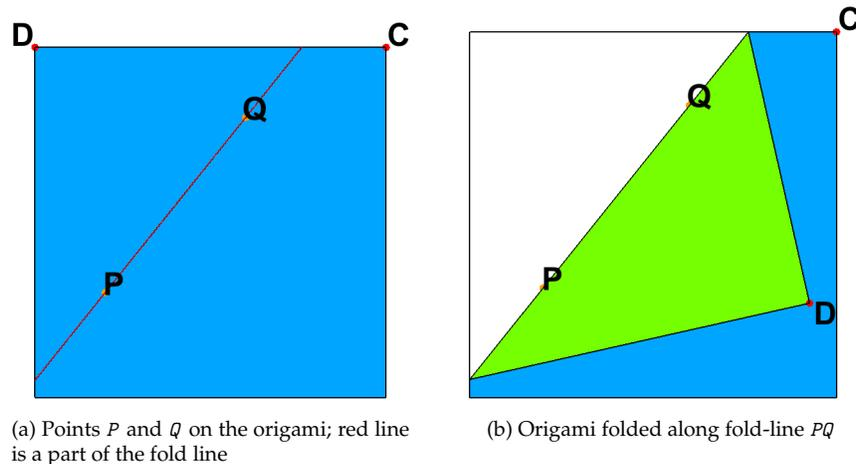 D
C
Q
P
(a) Points P and Q on the origami; red line
is a part of the fold line
C
Q
P
D
(b) Origami folded along fold-line PQ